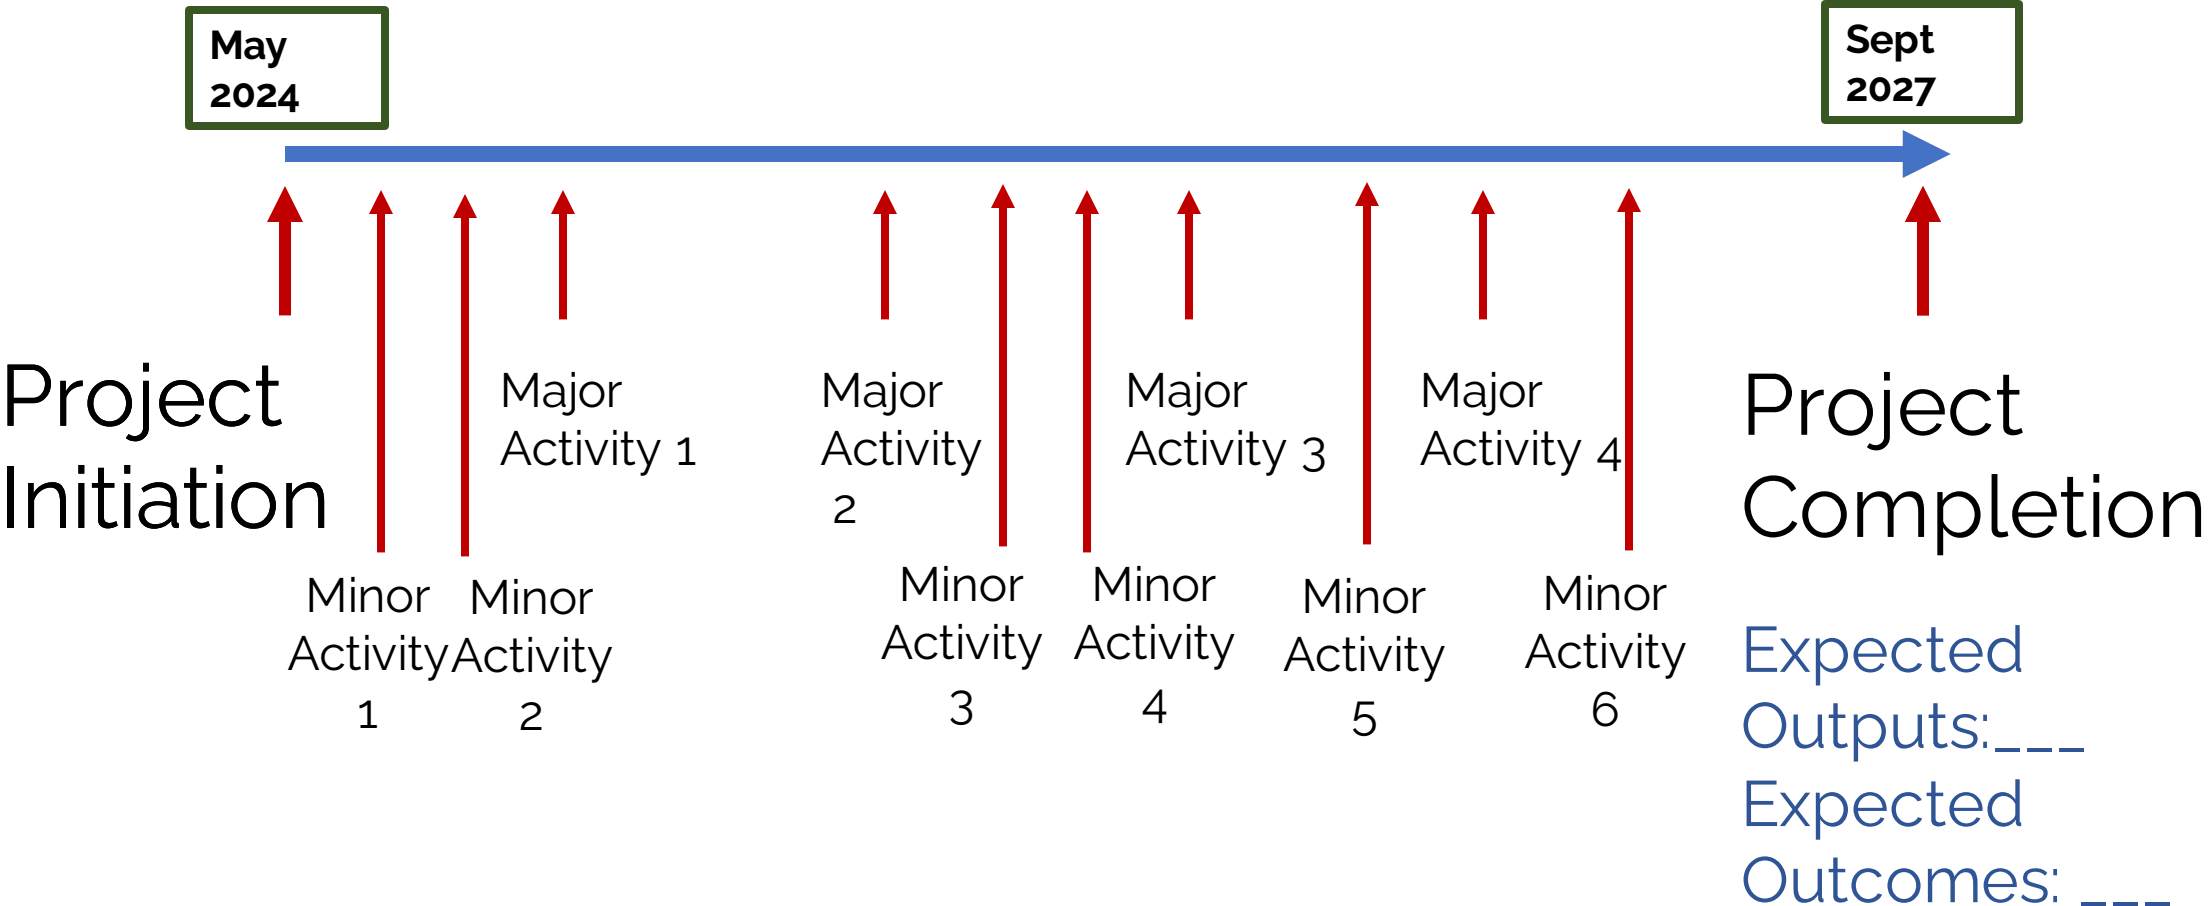 May
2024
Sept
2027
Project
Initiation
Major
Activity 1
Major
Activity
2
Major
Activity 3
Major
Activity 4
Project
Completion
Minor
Activity
1
Minor
Activity
2
Minor
Activity
3
Minor
Activity
4
Minor
Activity
5
Minor
Activity
6
Expected
Outputs:___
Expected
Outcomes: ___